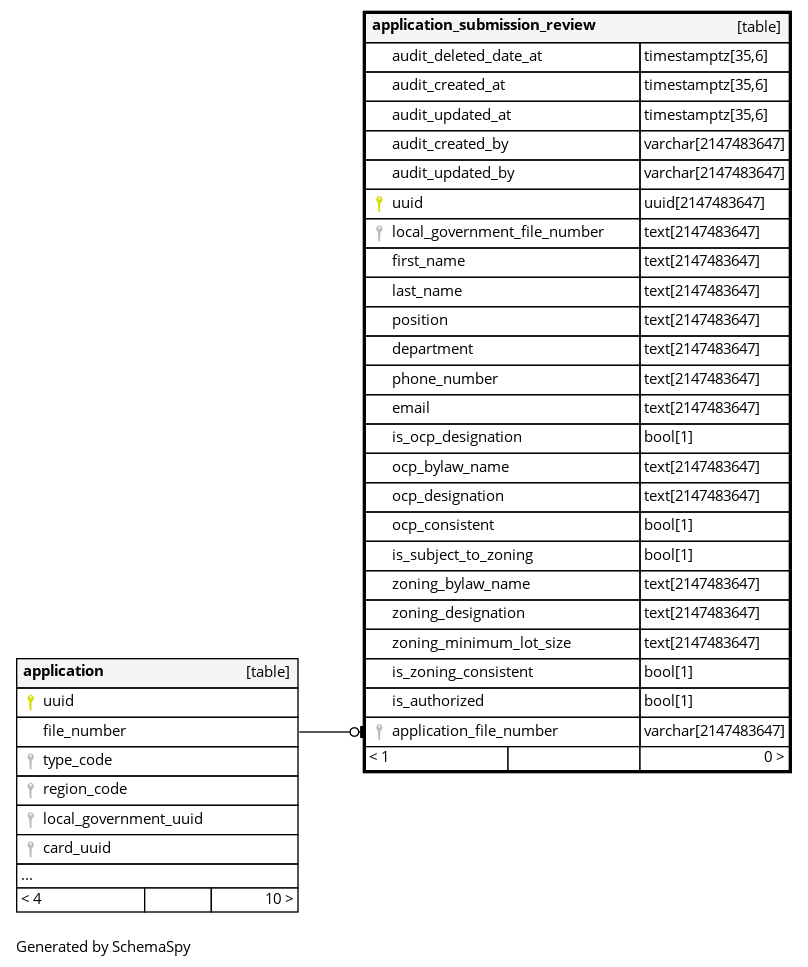 application_submission_review [table]
audit_deleted_date_at timestamptz[35,6]
audit_created_at timestamptz[35,6]
audit_updated_at timestamptz[35,6]
audit_created_by varchar[2147483647]
audit_updated_by varchar[2147483647]
uuid uuid[2147483647]
local_government_file_number text[2147483647]
first_name text[2147483647]
last_name text[2147483647]
position text[2147483647]
department text[2147483647]
phone_number text[2147483647]
email text[2147483647]
is_ocp_designation bool[1]
ocp_bylaw_name text[2147483647]
ocp_designation text[2147483647]
ocp_consistent bool[1]
is_subject_to_zoning bool[1]
zoning_bylaw_name text[2147483647]
zoning_designation text[2147483647]
zoning_minimum_lot_size text[2147483647]
is_zoning_consistent bool[1]
is_authorized bool[1]
application_file_number varchar[2147483647]
< 1 0 >
application [table]
uuid
file_number
type_code
region_code
local_government_uuid
card_uuid
...
< 4 10 >
Generated by SchemaSpy